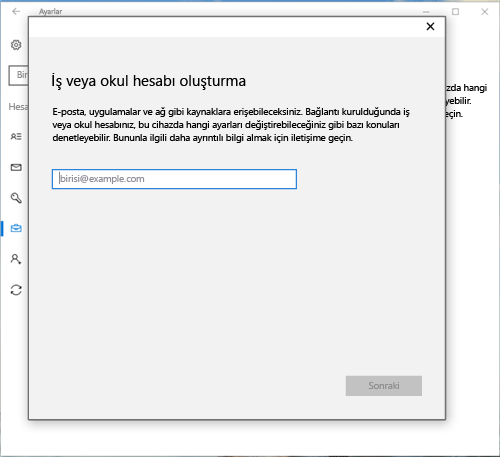 Ayarlar
İş veya okul hesabı oluşturma
Bir
zda hangi
E-posta, uygulamalar ve ağ gibi kaynaklara erişebileceksiniz. Bağlantı kurulduğunda iş
yebilir.
Hesa
veya okul hesabınız, bu cihazda hangi ayarları değiştirebileceğiniz gibi bazı konuları
eçin.
denetleyebilir. Bununla ilgili daha ayrıntılı bilgi almak için iletişime geçin.
birisi@example.com
Sonraki